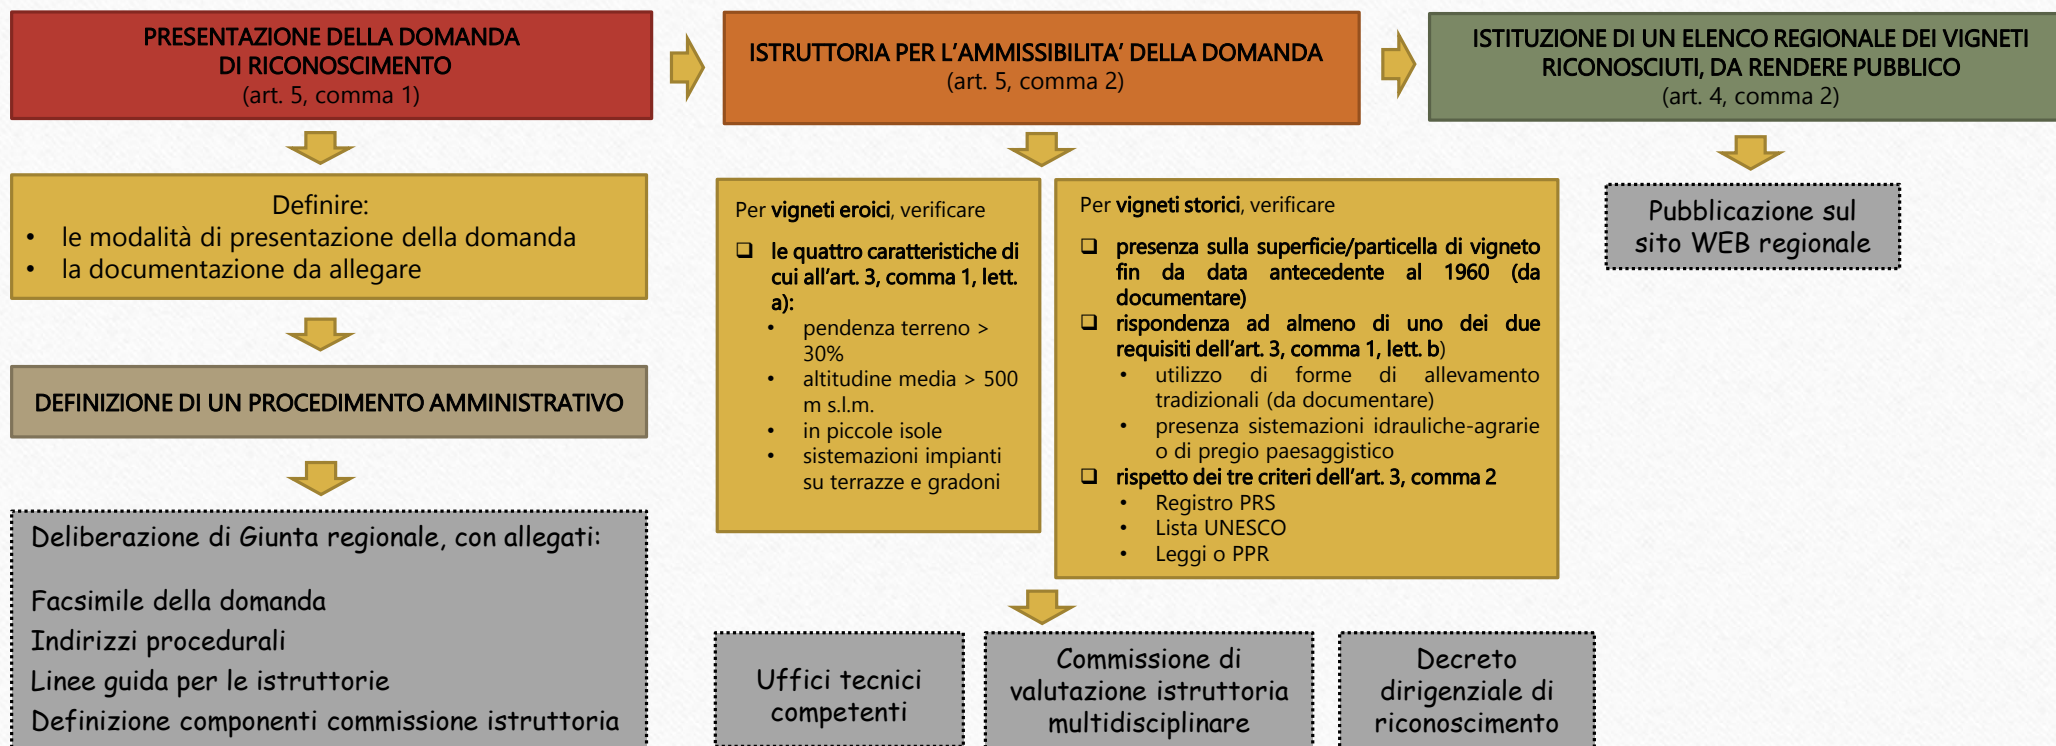 PRESENTAZIONE DELLA DOMANDA
DI RICONOSCIMENTO
(art. 5, comma 1)
Definire:
• le modalità di presentazione della domanda
• la documentazione da allegare
DEFINIZIONE DI UN PROCEDIMENTO AMMINISTRATIVO
Deliberazione di Giunta regionale, con allegati:
Facsimile della domanda
Indirizzi procedurali
Linee guida per le istruttorie
Definizione componenti commissione istruttoria
ISTRUTTORIA PER L'AMMISSIBILITA' DELLA DOMANDA
(art. 5, comma 2)
Per vigneti eroici, verificare
❑ le quattro caratteristiche di
cui all'art. 3, comma 1, lett.
a):
• pendenza terreno >
30%
• altitudine media > 500
m s.l.m.
• in piccole isole
• sistemazioni impianti
su terrazze e gradoni
Per vigneti storici, verificare
❑ presenza sulla superficie/particella di vigneto
fin da data antecedente al 1960 (da
documentare)
❑ rispondenza ad almeno di uno dei due
requisiti dell'art. 3, comma 1, lett. b)
• utilizzo di forme di allevamento
tradizionali (da documentare)
• presenza sistemazioni idrauliche-agrarie
o di pregio paesaggistico
❑ rispetto dei tre criteri dell'art. 3, comma 2
• Registro PRS
• Lista UNESCO
• Leggi o PPR
Uffici tecnici
competenti
Commissione di
valutazione istruttoria
multidisciplinare
Decreto
dirigenziale di
riconoscimento
ISTITUZIONE DI UN ELENCO REGIONALE DEI VIGNETI
RICONOSCIUTI, DA RENDERE PUBBLICO
(art. 4, comma 2)
Pubblicazione sul
sito WEB regionale